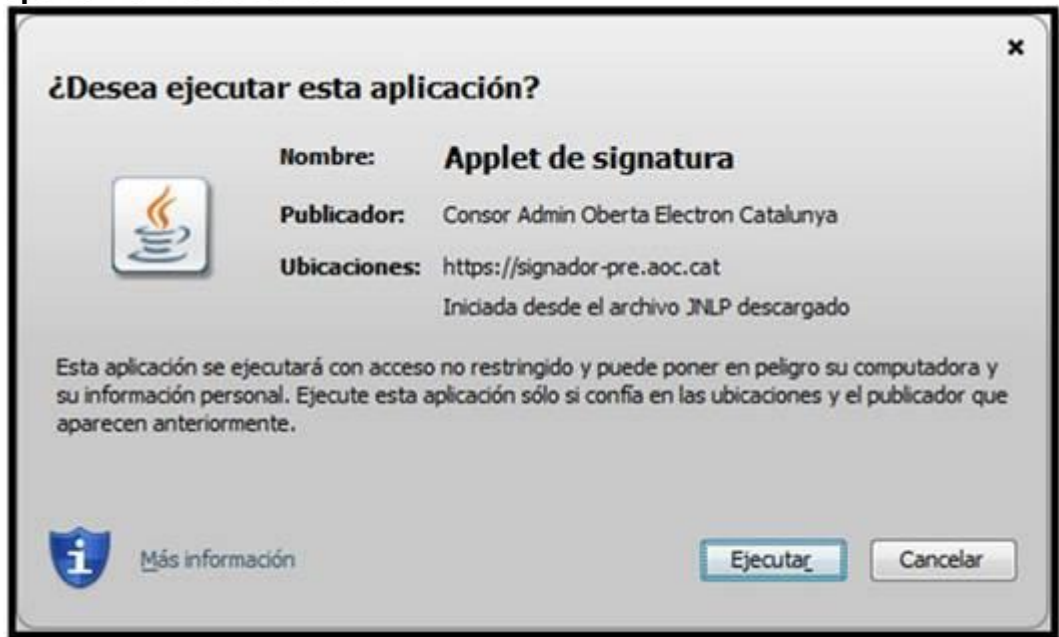 ¿Desea ejecutar esta aplicación?
Nombre: Applet de signatura
Publicador: Consor Admin Oberta Electron Catalunya
Ubicaciones: https://signador-pre.aoc.cat
Iniciada desde el archivo JNLP descargado
Esta aplicación se ejecutará con acceso no restringido y puede poner en peligro su computadora y
su información personal. Ejecute esta aplicación sólo si confía en las ubicaciones y el publicador que
aparecen anteriormente.
Más información
Ejecutar
Cancelar